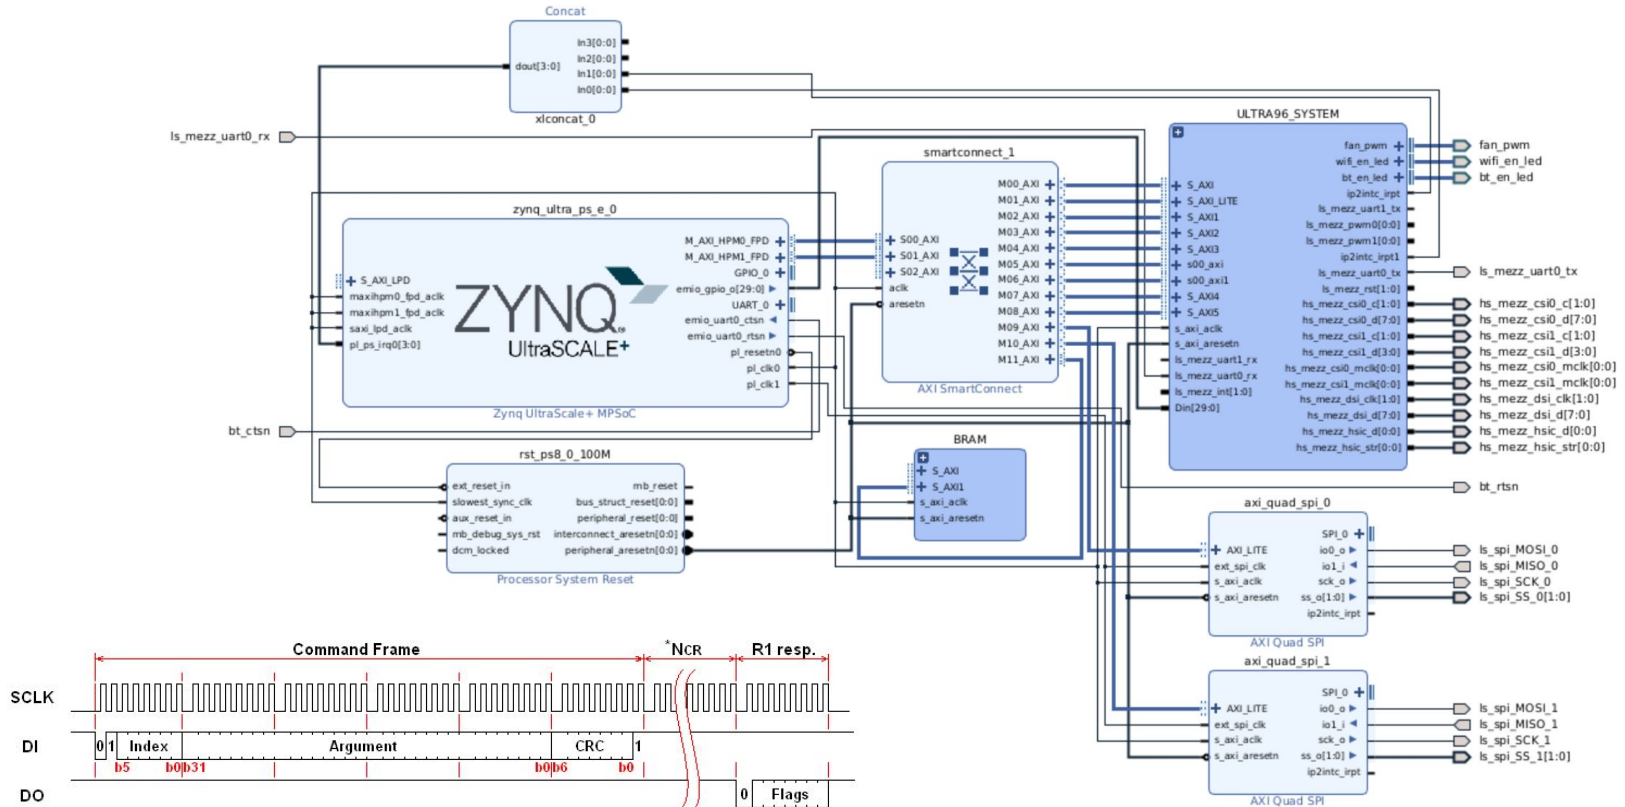 Concat
In3[0:0]
In2[0:0]
dout[3:0]
In1[0:0]
In0[0:0]
xlconcat_0
ls_mezz_uart0_rx
zynq_ultra_ps_e_0
M_AXI_HPM0_FPD
M_AXI_HPM1_FPD
GPIO_0
S_AXI_LPD
emio_gpio_o[29:0]
maxihpm0_fpd_aclk
UART_0
maxihpm1_fpd_aclk
emio_uart0_ctsn
saxi_lpd_aclk
emio_uart0_rtsn
pl_ps_irq0[3:0]
pl_resetn0
pl_clk0
pl_clk1
ZYNQ
UltraSCALE+
Zynq UltraScale+ MPSoC
bt_ctsn
rst_ps8_0_100M
ext_reset_in
mb_reset
slowest_sync_clk
bus_struct_reset[0:0]
aux_reset_in
peripheral_reset[0:0]
mb_debug_sys_rst
interconnect_aresetn[0:0]
dcm_locked
peripheral_aresetn[0:0]
Processor System Reset
smartconnect_1
S00_AXI
S01_AXI
S02_AXI
aclk
aresetn
M00_AXI
M01_AXI
M02_AXI
M03_AXI
M04_AXI
M05_AXI
M06_AXI
M07_AXI
M08_AXI
M09_AXI
M10_AXI
M11_AXI
AXI SmartConnect
BRAM
S_AXI
S_AXI1
s_axi_aclk
s_axi_aresetn
ULTRA96_SYSTEM
S_AXI
S_AXI_LITE
S_AXI1
S_AXI2
S_AXI3
s00_axi
s00_axi1
S_AXI4
S_AXI5
s_axi_aclk
s_axi_aresetn
ls_mezz_uart1_rx
ls_mezz_uart0_rx
ls_mezz_int[1:0]
Din[29:0]
fan_pwm
wifi_en_led
bt_en_led
ip2intc_irpt
ls_mezz_uart1_tx
ls_mezz_pwm0[0:0]
ls_mezz_pwm1[0:0]
ip2intc_irpt1
ls_mezz_uart0_tx
ls_mezz_rst[1:0]
hs_mezz_csi0_c[1:0]
hs_mezz_csi0_d[7:0]
hs_mezz_csi1_c[1:0]
hs_mezz_csi1_d[3:0]
hs_mezz_csi0_mclk[0:0]
hs_mezz_csi1_mclk[0:0]
hs_mezz_dsi_clk[1:0]
hs_mezz_dsi_d[7:0]
hs_mezz_hsic_d[0:0]
hs_mezz_hsic_str[0:0]
fan_pwm
wifi_en_led
bt_en_led
ls_mezz_uart0_tx
hs_mezz_csi0_c[1:0]
hs_mezz_csi0_d[7:0]
hs_mezz_csi1_c[1:0]
hs_mezz_csi1_d[3:0]
hs_mezz_csi0_mclk[0:0]
hs_mezz_csi1_mclk[0:0]
hs_mezz_dsi_clk[1:0]
hs_mezz_dsi_d[7:0]
hs_mezz_hsic_d[0:0]
hs_mezz_hsic_str[0:0]
bt_rtsn
axi_quad_spi_0
SPI_0
AXI_LITE
io0_o
ext_spi_clk
io1_i
s_axi_aclk
sck_o
s_axi_aresetn
ss_o[1:0]
ip2intc_irpt
AXI Quad SPI
ls_spi_MOSI_0
ls_spi_MISO_0
ls_spi_SCK_0
ls_spi_SS_0[1:0]
axi_quad_spi_1
SPI_0
AXI_LITE
io0_o
ext_spi_clk
io1_i
s_axi_aclk
sck_o
s_axi_aresetn
ss_o[1:0]
ip2intc_irpt
AXI Quad SPI
ls_spi_MOSI_1
ls_spi_MISO_1
ls_spi_SCK_1
ls_spi_SS_1[1:0]
Command Frame
*NCR
R1 resp.
SCLK
DI
0 1 Index Argument CRC 1
b5 b0 b31 b0 b6 b0
DO
0 Flags